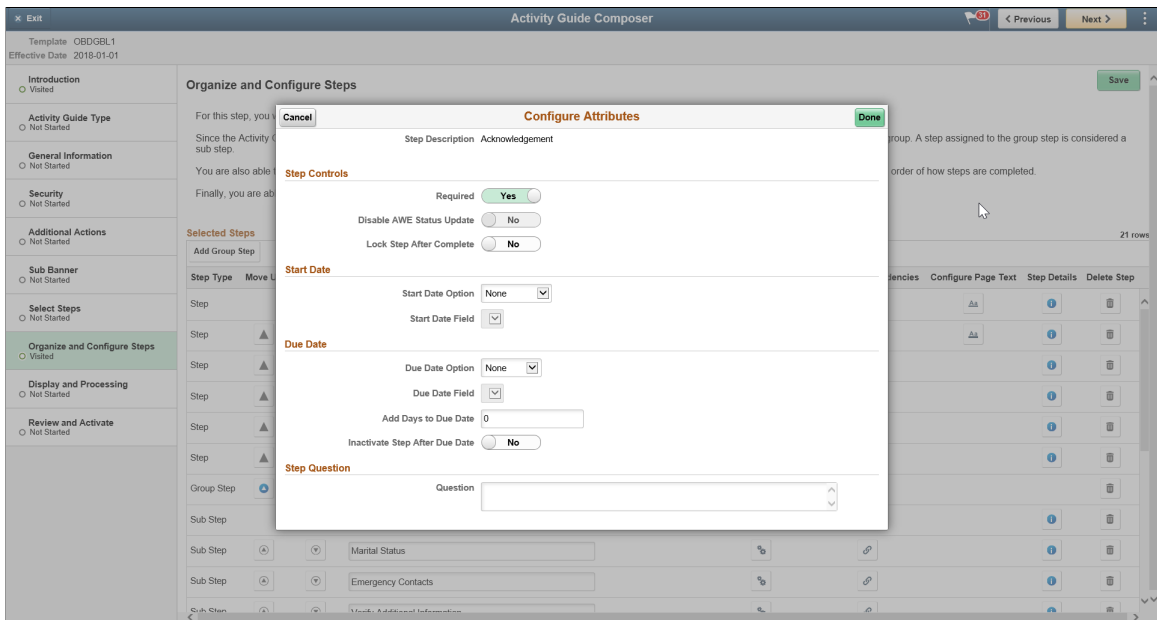 × Exit
Activity Guide Composer
31
< Previous
Next >
Template OBDGBL1
Effective Date 2018-01-01
Introduction
Visited
Activity Guide Type
Not Started
General Information
Not Started
Security
Not Started
Additional Actions
Not Started
Sub Banner
Not Started
Select Steps
Not Started
Organize and Configure Steps
Visited
Display and Processing
Not Started
Review and Activate
Not Started
Organize and Configure Steps
Save
For this step, you
Since the Activity
group. A step assigned to the group step is considered a
sub step.
You are also able
order of how steps are completed.
Finally, you are ab
Selected Steps
21 rows
Add Group Step
Step Type Move U
dencies Configure Page Text Step Details Delete Step
Step
Aa
Step
Aa
Step
Step
Step
Step
Group Step
Sub Step
Sub Step Marital Status
Sub Step Emergency Contacts
Sub Step Verify Additional Information
Cancel
Configure Attributes
Done
Step Description Acknowledgement
Step Controls
Required Yes
Disable AWE Status Update No
Lock Step After Complete No
Start Date
Start Date Option None
Start Date Field
Due Date
Due Date Option None
Due Date Field
Add Days to Due Date 0
Inactivate Step After Due Date No
Step Question
Question